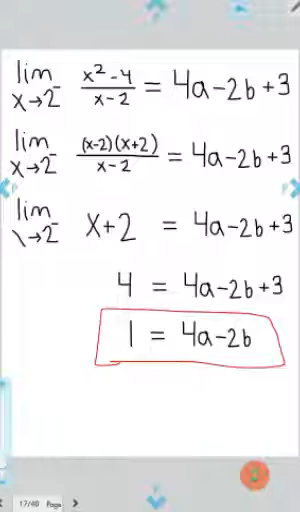 lim x→2⁻ x²-4/x-2 = 4a-2b+3
lim x→2⁻ (x-2)(x+2)/x-2 = 4a-2b+3
lim \→2⁻ x+2 = 4a-2b+3
4 = 4a-2b+3
1 = 4a-2b
17/40 Page